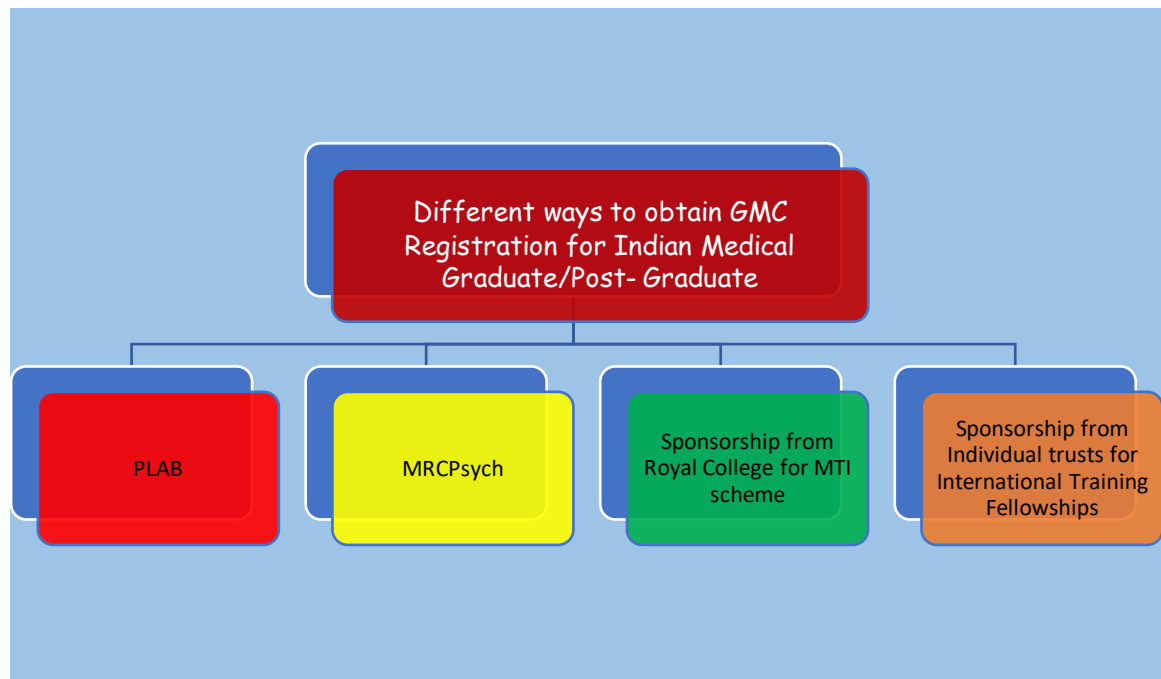 Different ways to obtain GMC
Registration for Indian Medical
Graduate/Post- Graduate
PLAB
MRCPsych
Sponsorship from
Royal College for MTI
scheme
Sponsorship from
Individual trusts for
International Training
Fellowships